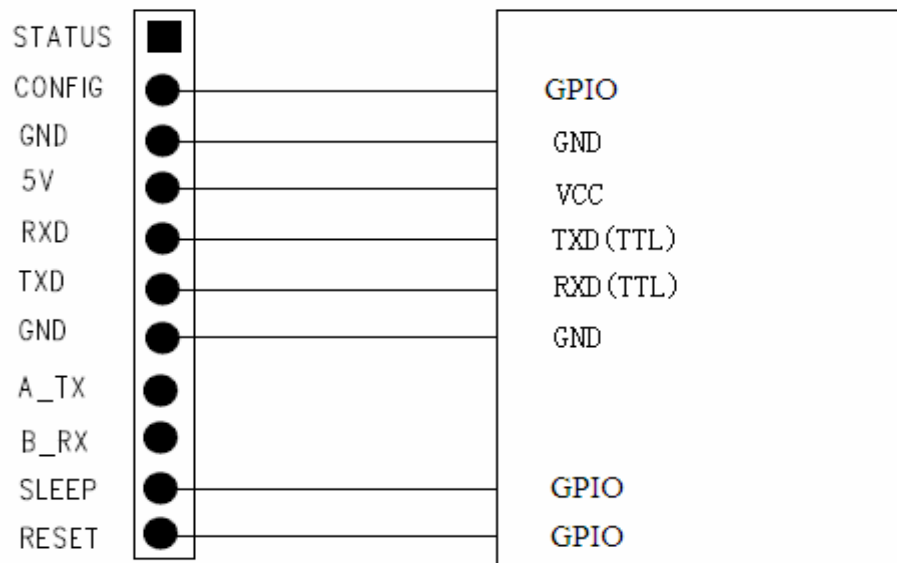 STATUS
CONFIG GPIO
GND GND
5V VCC
RXD TXD(TTL)
TXD RXD(TTL)
GND GND
A_TX
B_RX
SLEEP GPIO
RESET GPIO